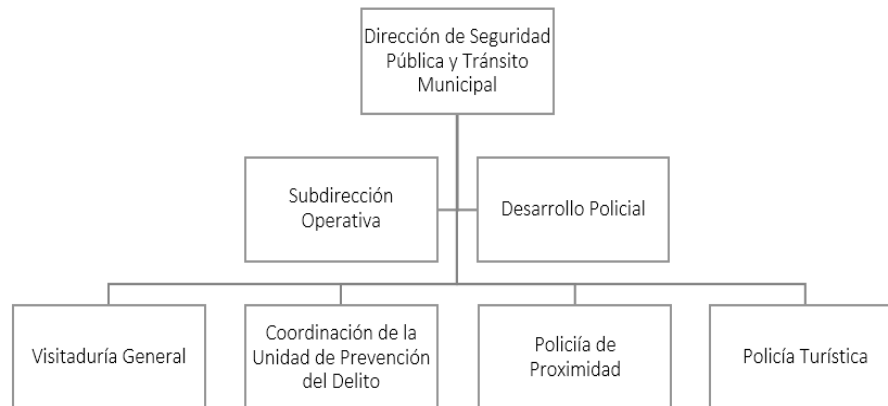 Dirección de Seguridad
Pública y Tránsito
Municipal
Subdirección
Operativa
Desarrollo Policial
Visitaduría General
Coordinación de la
Unidad de Prevención
del Delito
Policiía de
Proximidad
Policía Turística